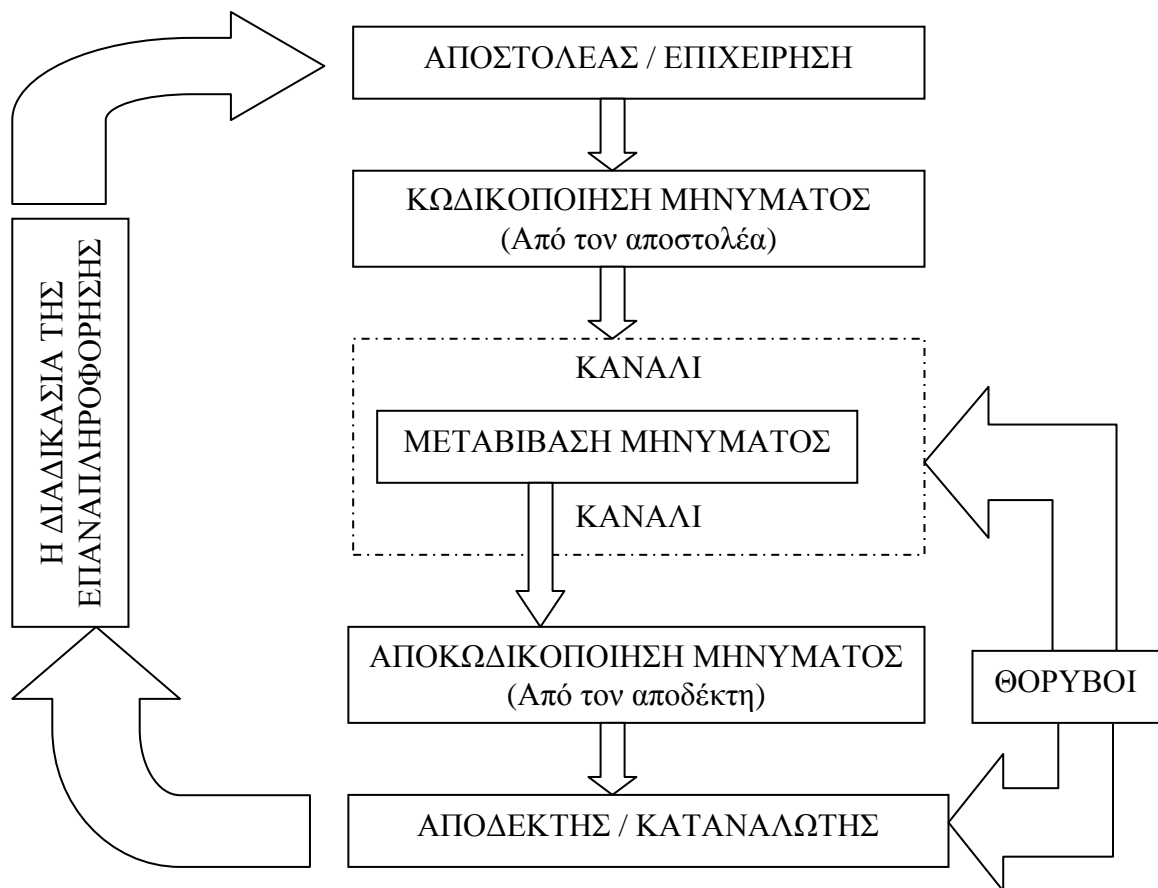 ΑΠΟΣΤΟΛΕΑΣ / ΕΠΙΧΕΙΡΗΣΗ
ΚΩΔΙΚΟΠΟΙΗΣΗ ΜΗΝΥΜΑΤΟΣ
(Από τον αποστολέα)
ΚΑΝΑΛΙ
ΜΕΤΑΒΙΒΑΣΗ ΜΗΝΥΜΑΤΟΣ
ΚΑΝΑΛΙ
ΑΠΟΚΩΔΙΚΟΠΟΙΗΣΗ ΜΗΝΥΜΑΤΟΣ
(Από τον αποδέκτη)
ΑΠΟΔΕΚΤΗΣ / ΚΑΤΑΝΑΛΩΤΗΣ
Η ΔΙΑΔΙΚΑΣΙΑ ΤΗΣ
ΕΠΑΝΑΠΛΗΡΟΦΟΡΗΣΗΣ
ΘΟΡΥΒΟΙ